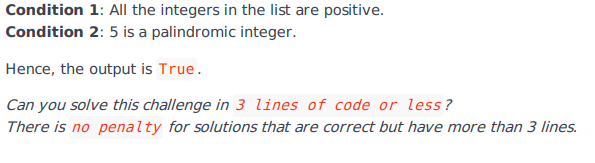 Condition 1: All the integers in the list are positive.
Condition 2: 5 is a palindromic integer.
Hence, the output is True.
Can you solve this challenge in 3 lines of code or less?
There is no penalty for solutions that are correct but have more than 3 lines.